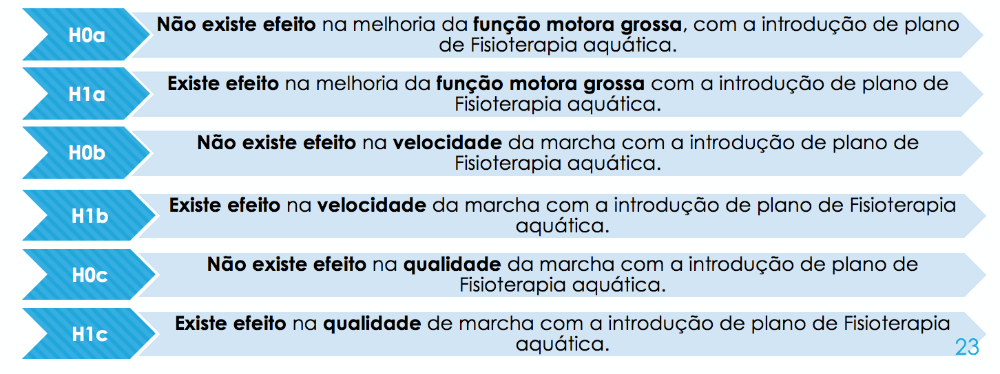 H0a
Não existe efeito na melhoria da função motora grossa, com a introdução de plano
de Fisioterapia aquática.
H1a
Existe efeito na melhoria da função motora grossa com a introdução de plano de
Fisioterapia aquática.
H0b
Não existe efeito na velocidade da marcha com a introdução de plano de
Fisioterapia aquática.
H1b
Existe efeito na velocidade da marcha com a introdução de plano de Fisioterapia
aquática.
H0c
Não existe efeito na qualidade da marcha com a introdução de plano de
Fisioterapia aquática.
H1c
Existe efeito na qualidade de marcha com a introdução de plano de Fisioterapia
aquática.
23